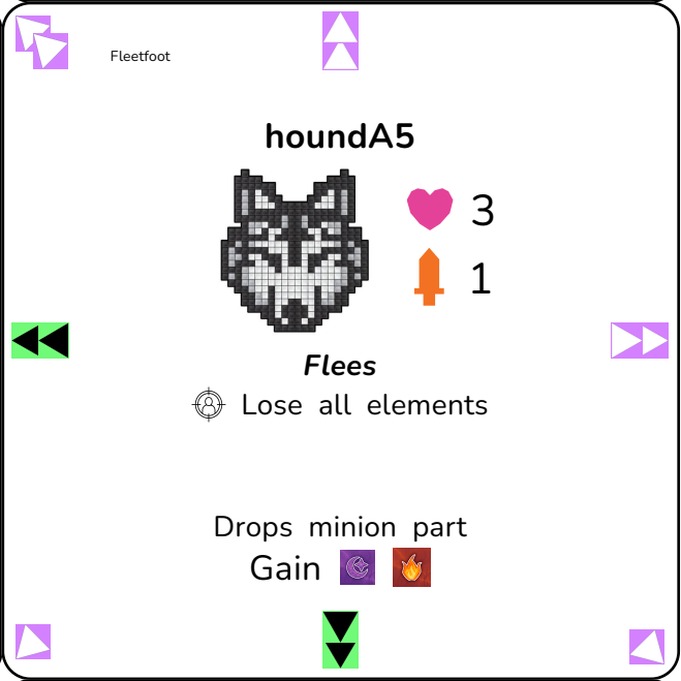 Fleetfoot
houndA5
3
1
Flees
Lose all elements
Drops minion part
Gain